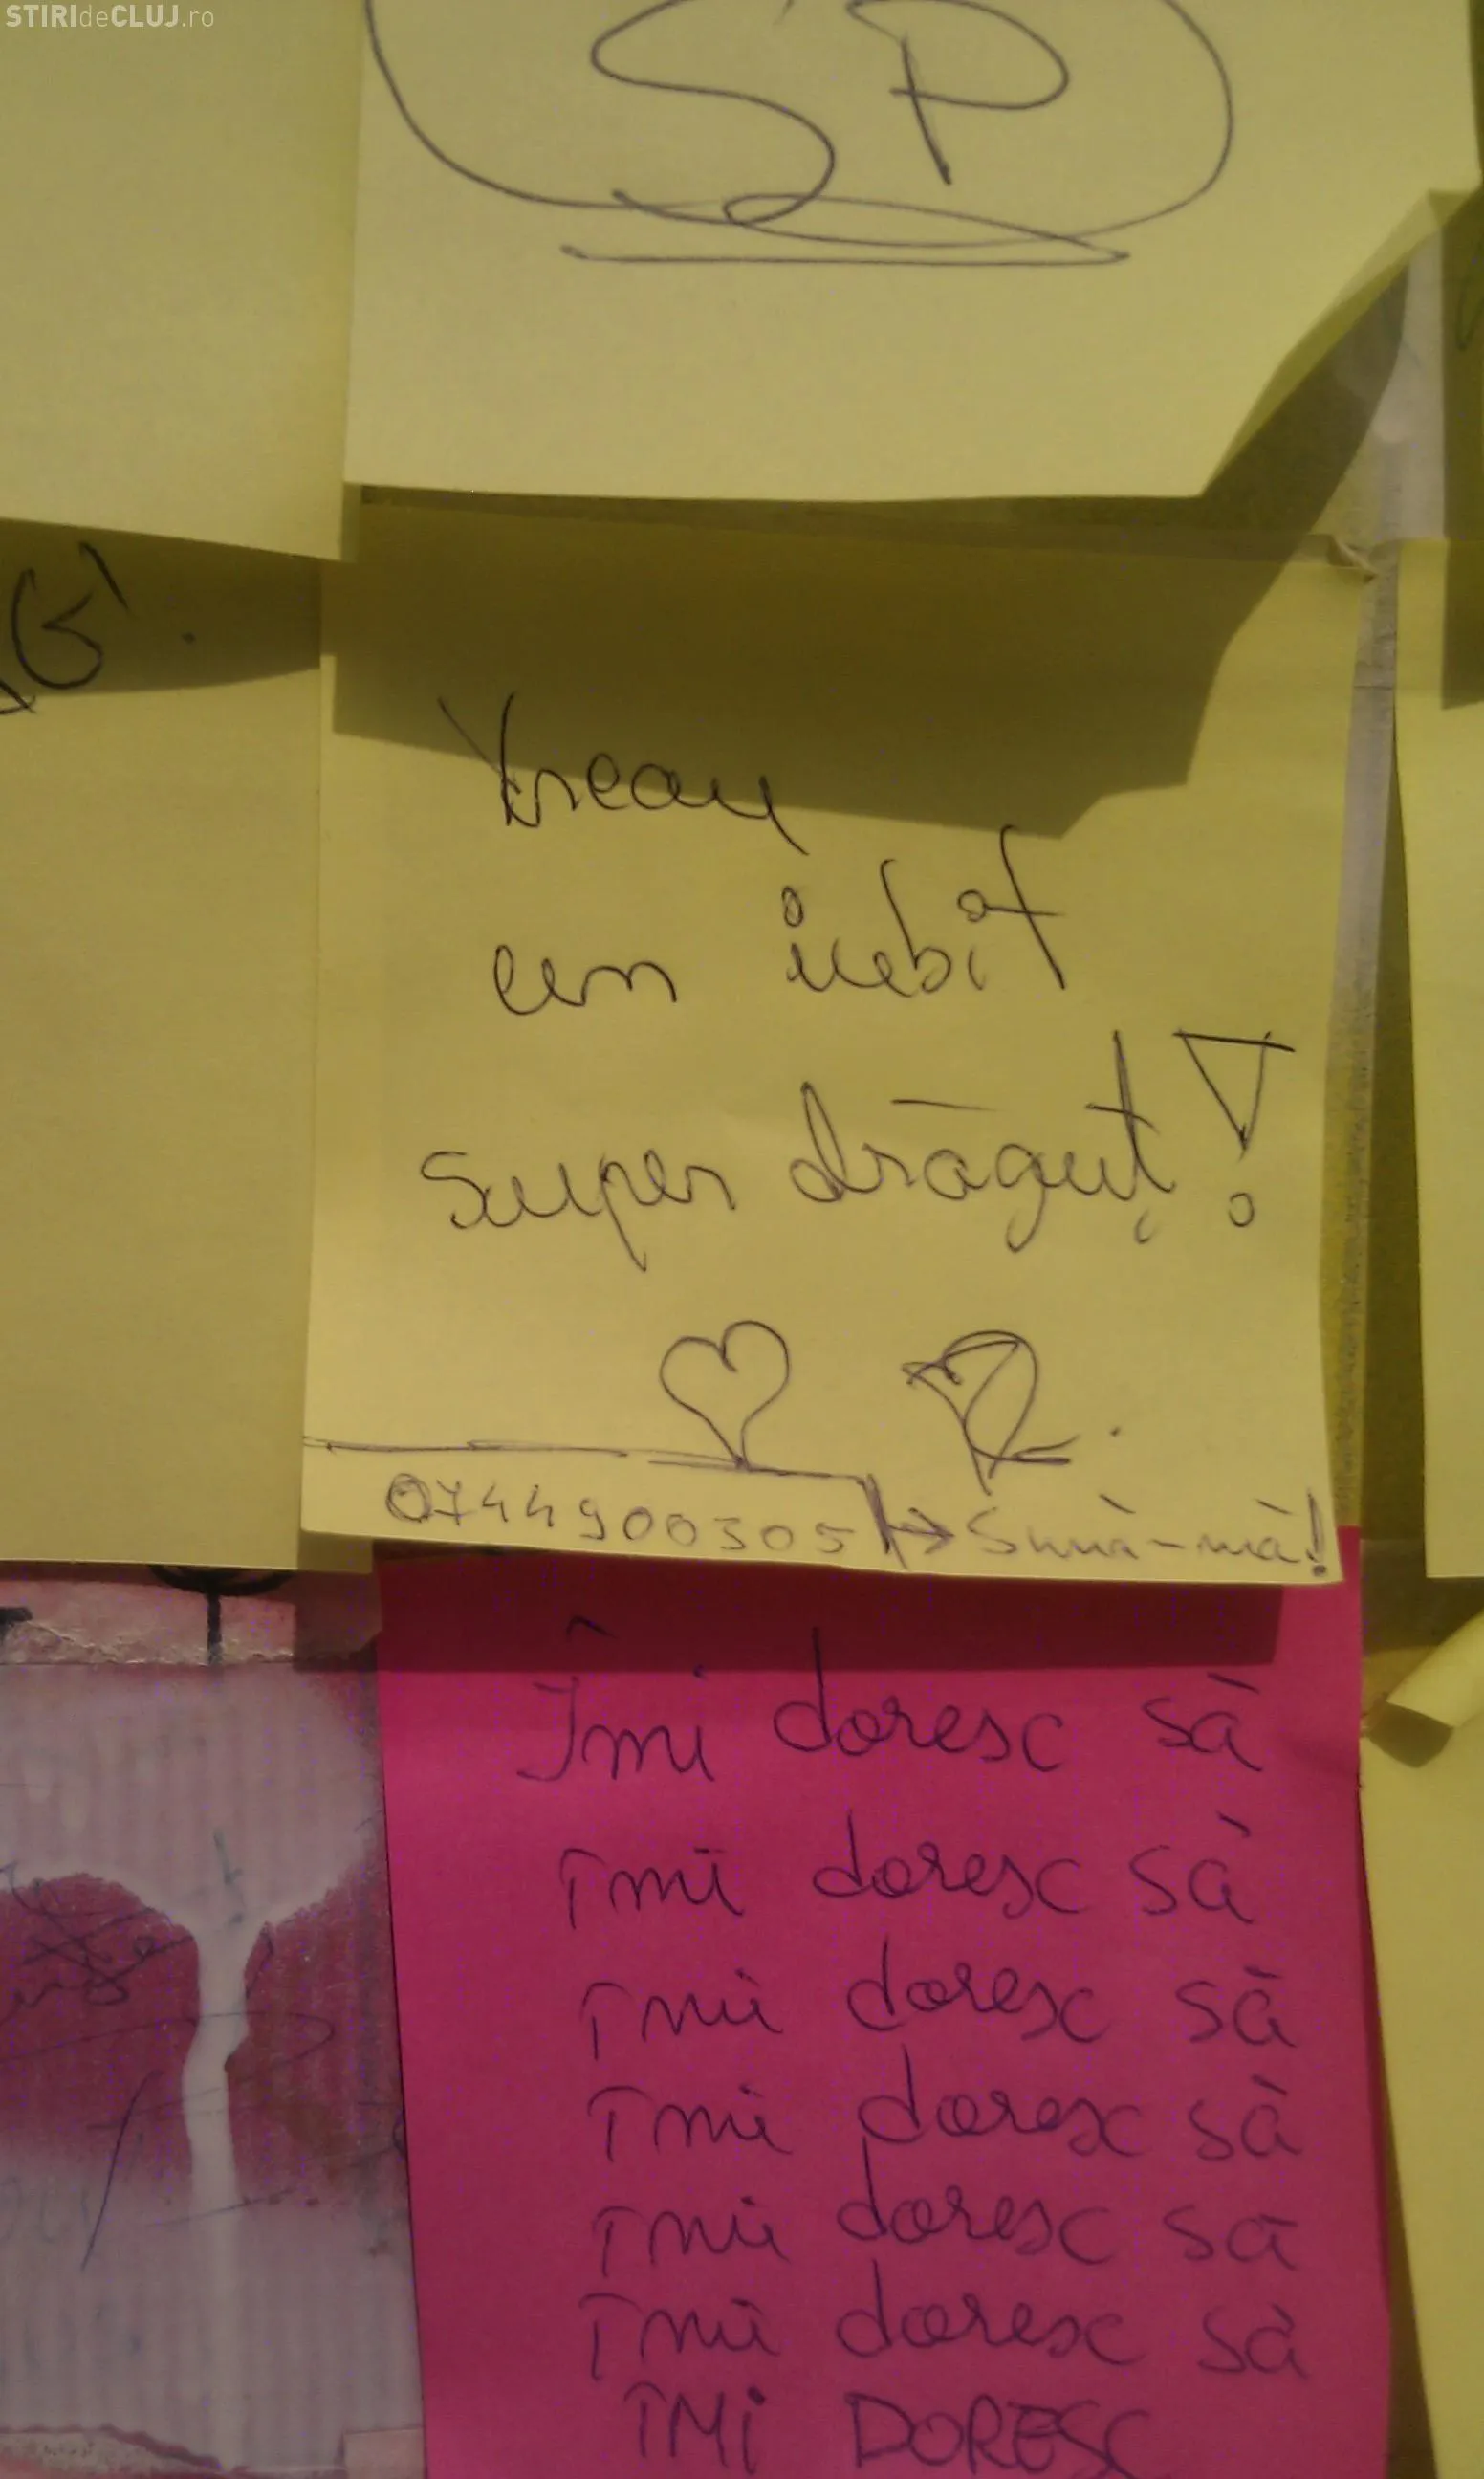 STIRIdeCLUJ.ro
SP
Vreau
un iubit
super drăguț!
0744900305 → Sună-mă!
Îmi doresc să
îmi doresc să
îmi doresc să
îmi doresc să
îmi doresc să
îmi doresc să
ÎMI DORESC